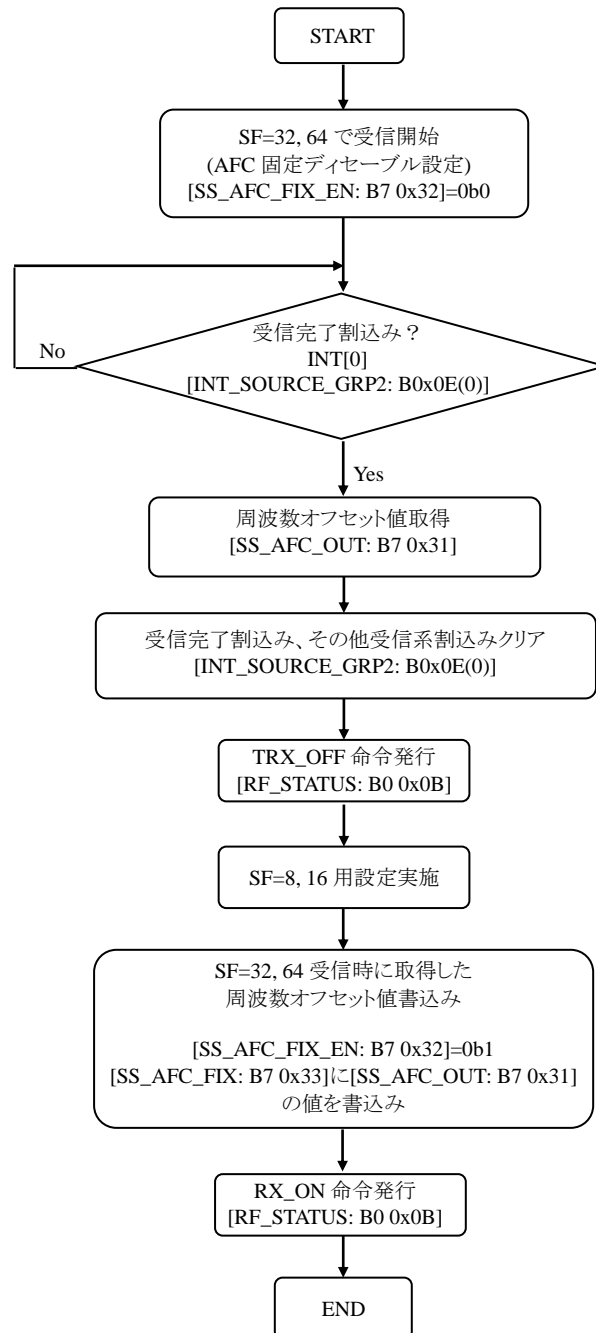 START
SF=32, 64 で受信開始
(AFC 固定ディセーブル設定)
[SS_AFC_FIX_EN: B7 0x32]=0b0
受信完了割込み？
INT[0]
[INT_SOURCE_GRP2: B0x0E(0)]
No
Yes
周波数オフセット値取得
[SS_AFC_OUT: B7 0x31]
受信完了割込み、その他受信系割込みクリア
[INT_SOURCE_GRP2: B0x0E(0)]
TRX_OFF 命令発行
[RF_STATUS: B0 0x0B]
SF=8, 16 用設定実施
SF=32, 64 受信時に取得した
周波数オフセット値書込み
[SS_AFC_FIX_EN: B7 0x32]=0b1
[SS_AFC_FIX: B7 0x33]に[SS_AFC_OUT: B7 0x31]
の値を書込み
RX_ON 命令発行
[RF_STATUS: B0 0x0B]
END